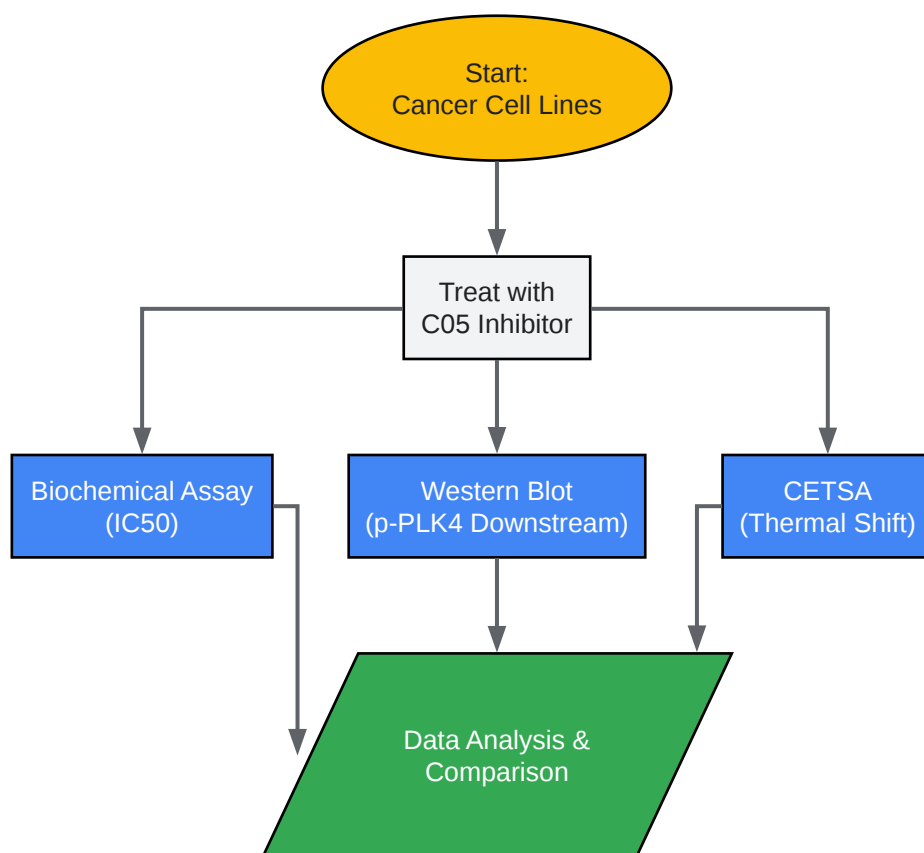 Start:
Cancer Cell Lines
Treat with
C05 Inhibitor
Biochemical Assay
(IC50)
Western Blot
(p-PLK4 Downstream)
CETSA
(Thermal Shift)
Data Analysis &
Comparison